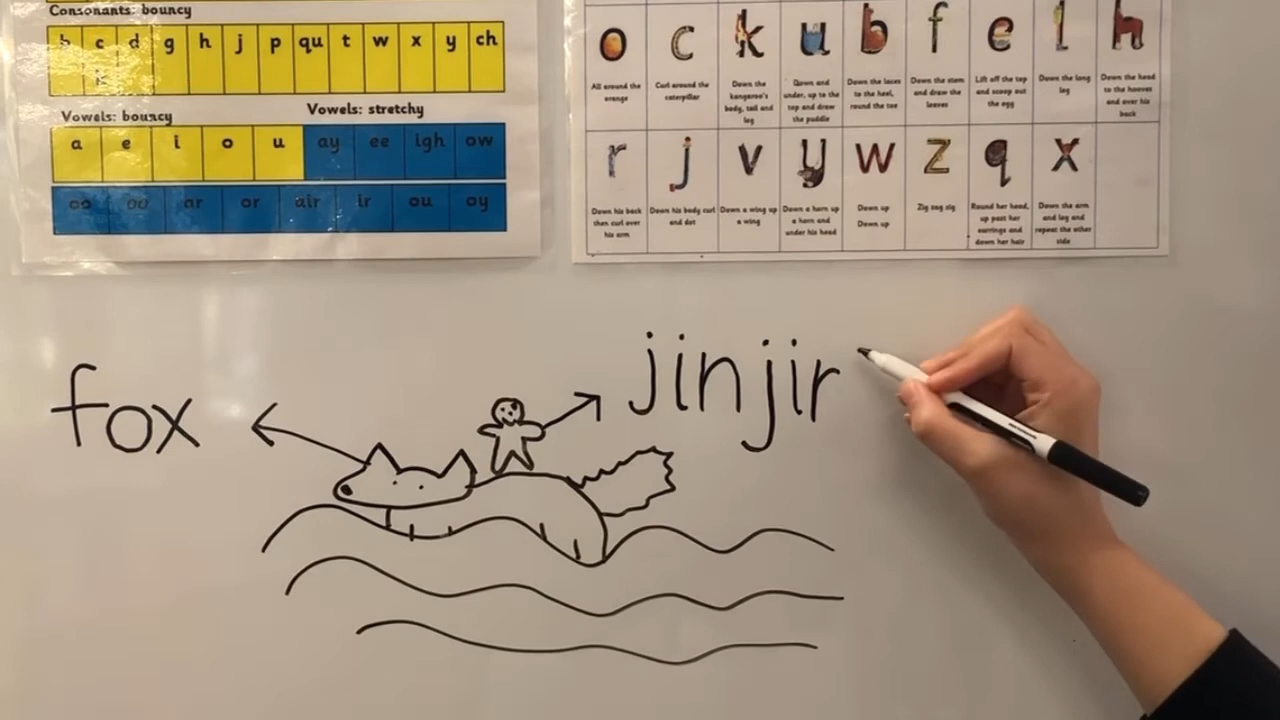 Consonants: bouncy
b c d g h j p qu t w x y ch
k
Vowels: bouncy Vowels: stretchy
a e i o u ay ee igh ow
oo oo ar or air ir ou oy
o c k u b f e l h
All around the orange
Curl around the caterpillar
Down the kangaroo's body, tail and leg
Down and under, up to the top and draw the puddle
Down the laces to the heel, round the toe
Down the stem and draw the leaves
Lift off the top and scoop out the egg
Down the long leg
Down the head to the hooves and over his back
r j v y w z q x
Down his back then curl over his arm
Down his body curl and dot
Down a wing up a wing
Down a horn up a horn and under his head
Down up Down up
Zig zag zig
Round her head, up past her earrings and down her hair
Down the arm and leg and repeat the other side
fox
jinjir